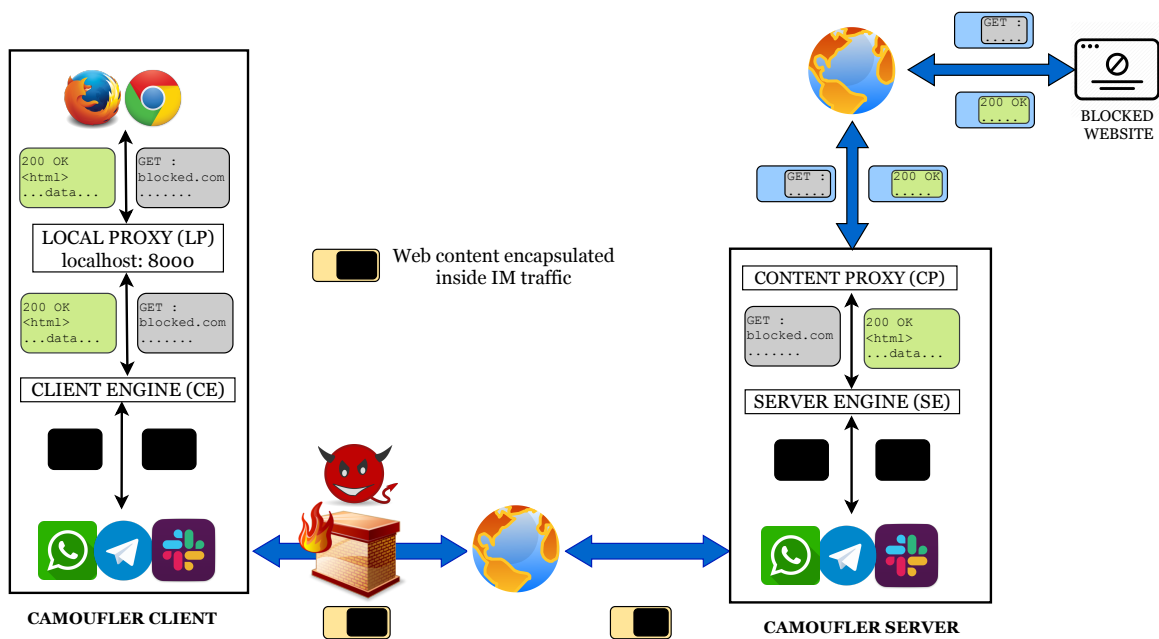 GET :
.....
200 OK
.....
BLOCKED
WEBSITE
200 OK
<html>
...data...
GET :
blocked.com
.......
GET :
.....
200 OK
.....
LOCAL PROXY (LP)
localhost: 8000
Web content encapsulated
inside IM traffic
CONTENT PROXY (CP)
200 OK
<html>
...data...
GET :
blocked.com
.......
GET :
blocked.com
.......
200 OK
<html>
...data...
CLIENT ENGINE (CE)
SERVER ENGINE (SE)
CAMOUFLER CLIENT
CAMOUFLER SERVER